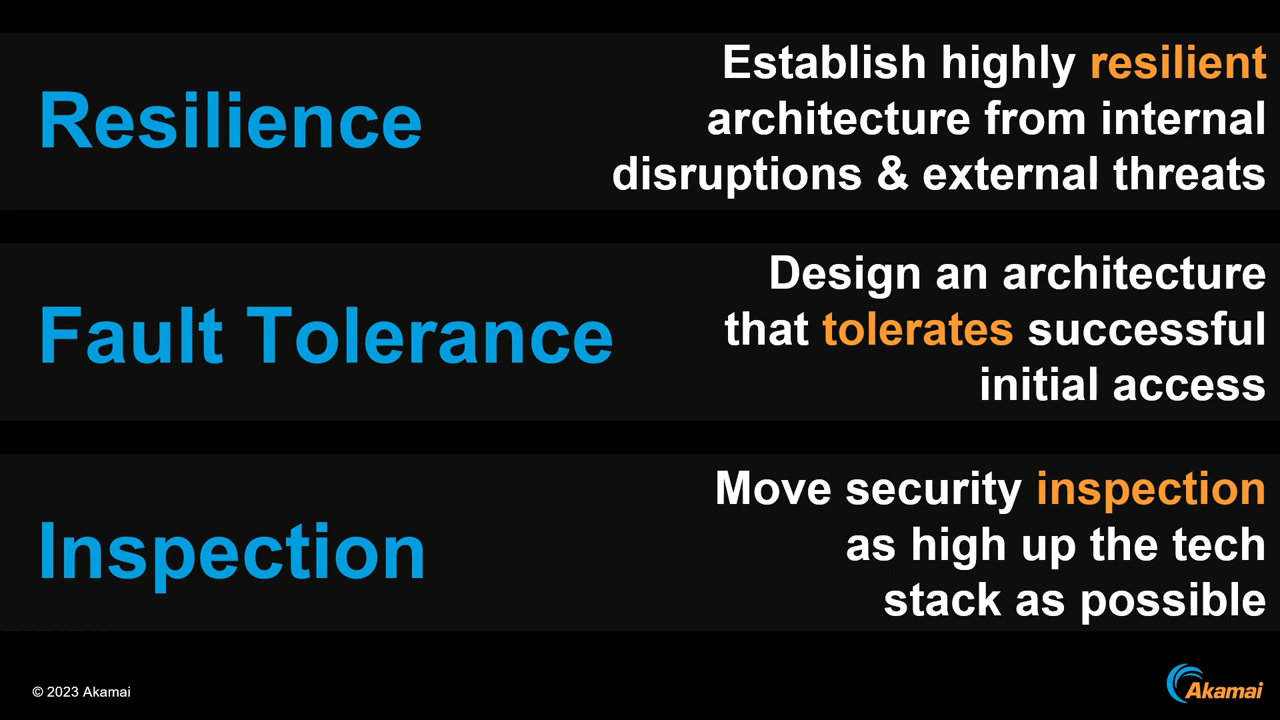 Resilience
Establish highly resilient
architecture from internal
disruptions & external threats
Fault Tolerance
Design an architecture
that tolerates successful
initial access
Inspection
Move security inspection
as high up the tech
stack as possible
© 2023 Akamai
Akamai